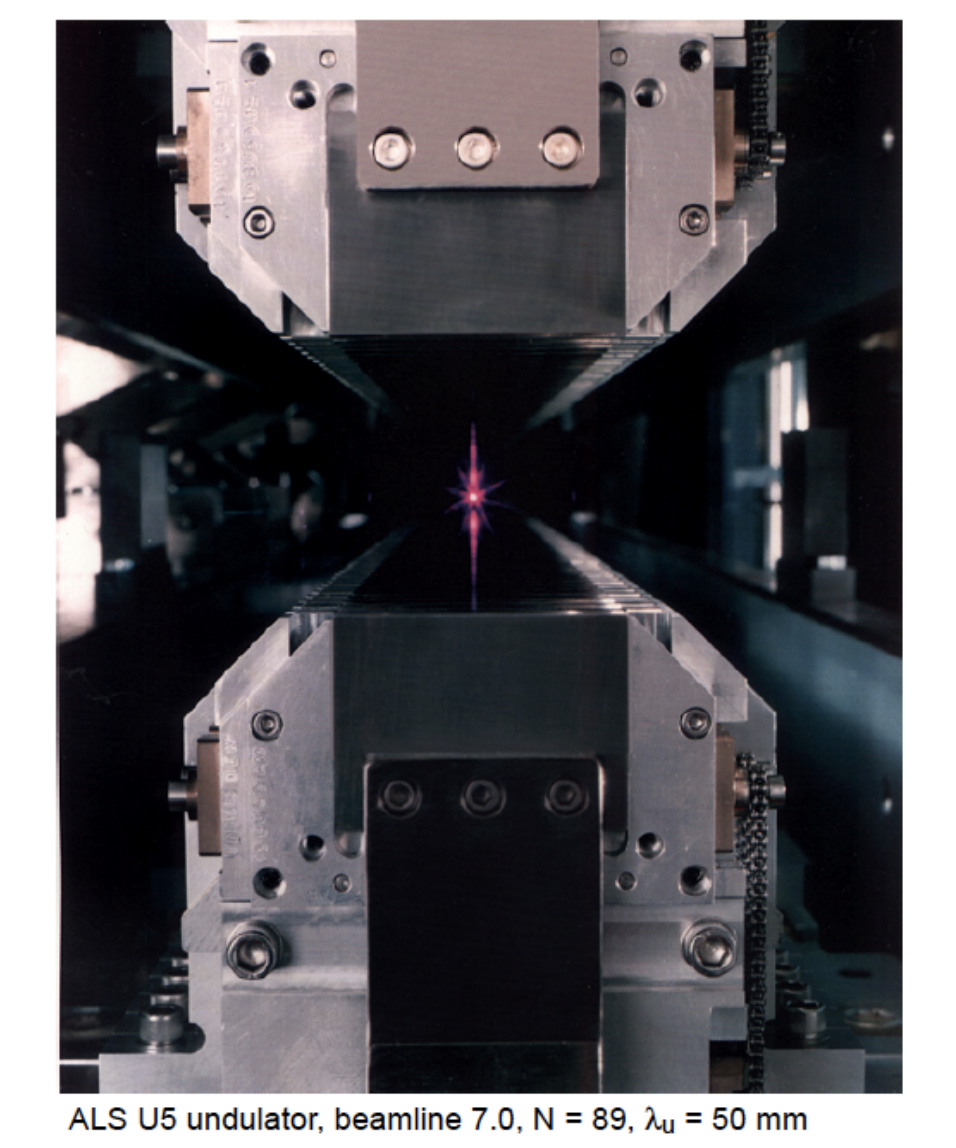 ALS U5 undulator, beamline 7.0, N = 89, λu = 50 mm